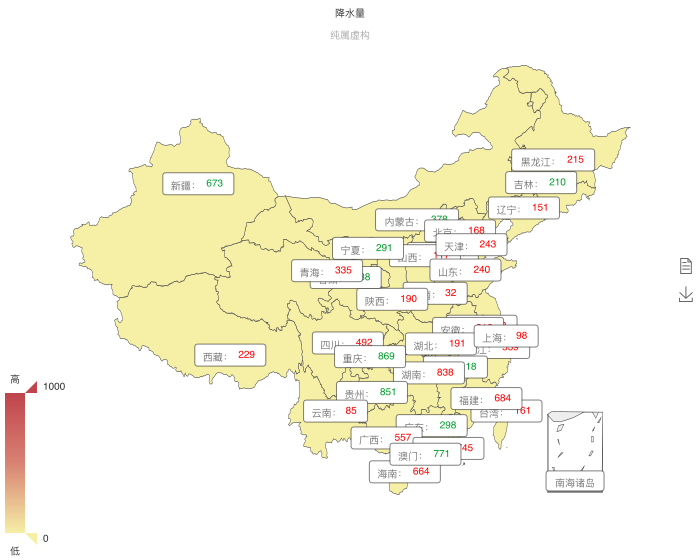 降水量
纯属虚构
黑龙江: 215
新疆: 673
吉林: 210
辽宁: 151
内蒙古: 378
北京: 168
天津: 243
宁夏: 291
山西:
青海: 335
山东: 240
陕西: 190
32
安徽:
上海: 98
四川: 492
湖北: 191
西藏: 229
重庆: 869
湖南: 838
高
1000
贵州: 851
福建: 684
云南: 85
台湾:
广东: 298
广西: 557
澳门: 771
海南: 664
南海诸岛
0
低